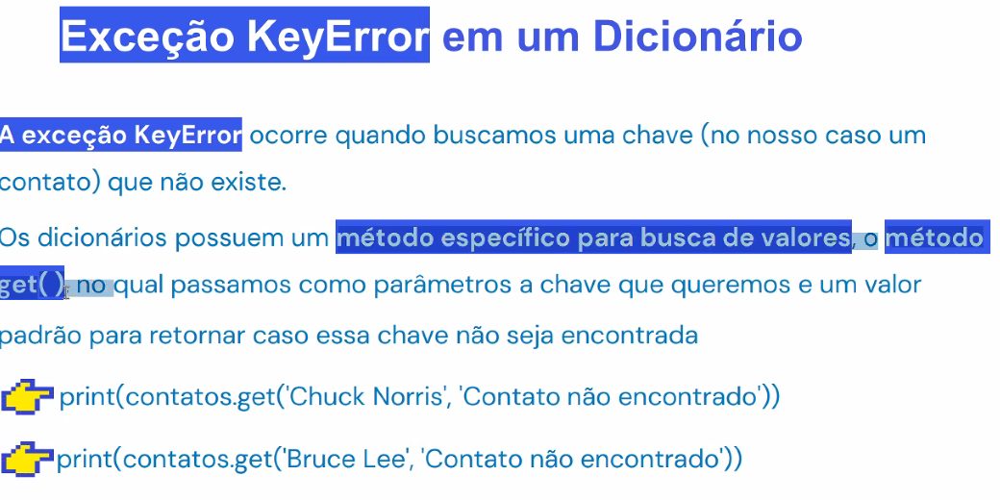 Exceção KeyError em um Dicionário
A exceção KeyError ocorre quando buscamos uma chave (no nosso caso um
contato) que não existe.
Os dicionários possuem um método específico para busca de valores, o método
get( ), no qual passamos como parâmetros a chave que queremos e um valor
padrão para retornar caso essa chave não seja encontrada
print(contatos.get('Chuck Norris', 'Contato não encontrado'))
print(contatos.get('Bruce Lee', 'Contato não encontrado'))